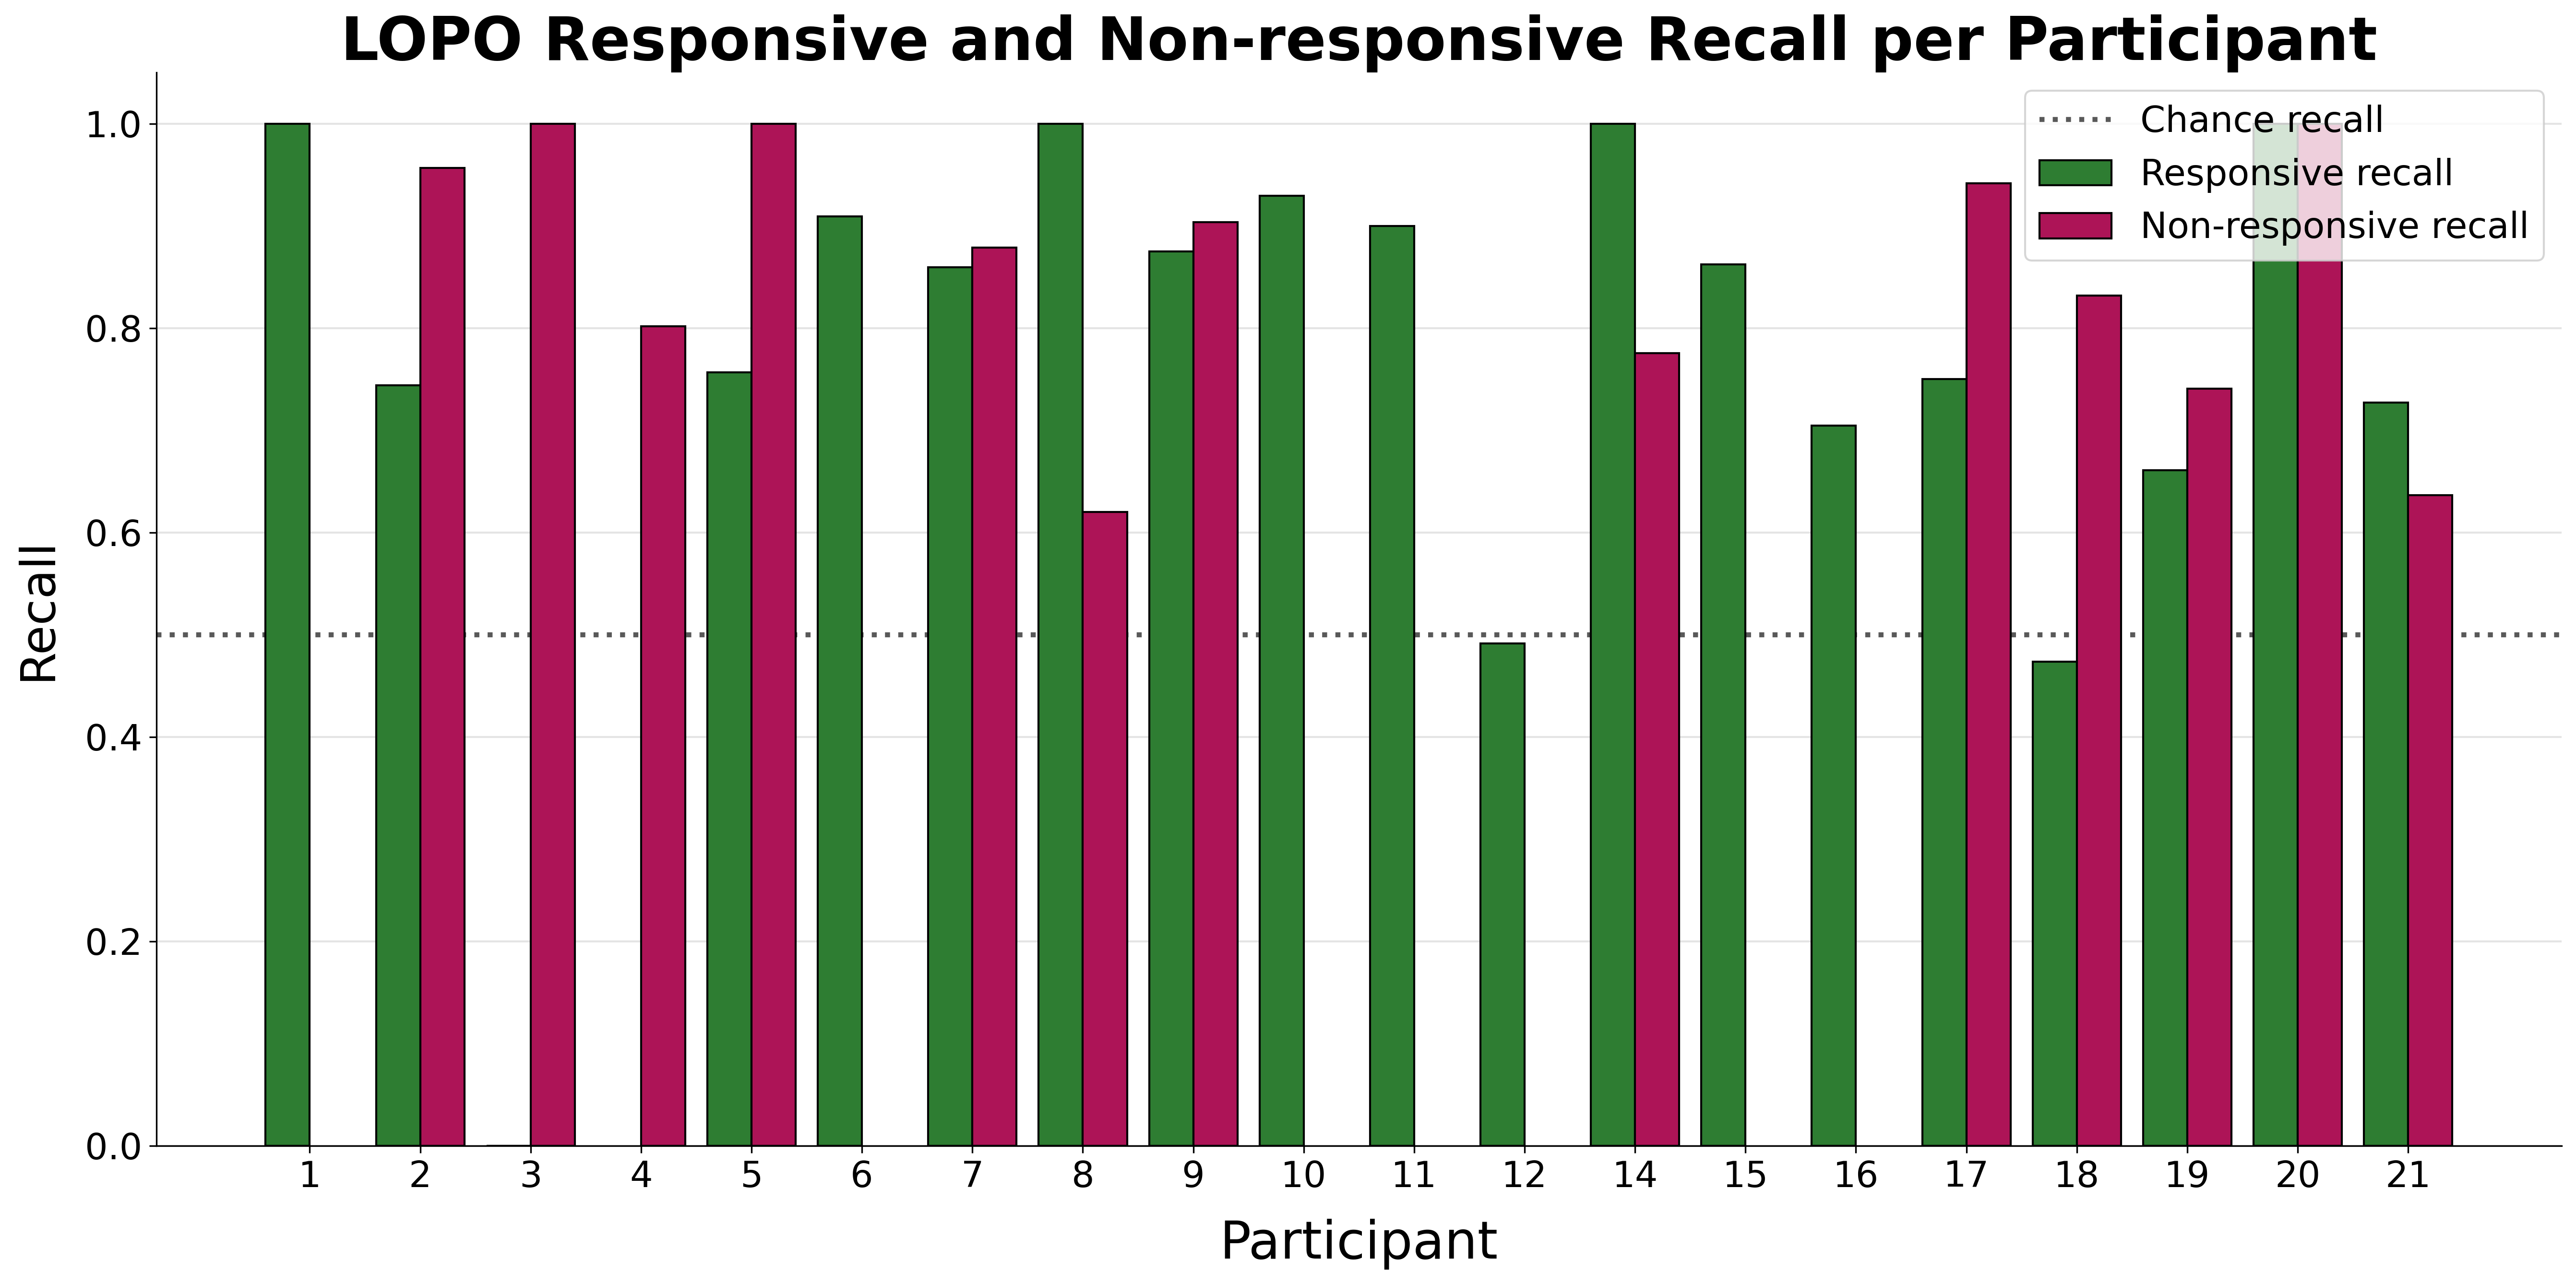 LOPO Responsive and Non-responsive Recall per Participant
Chance recall
Responsive recall
Non-responsive recall
1.0
0.8
0.6
0.4
0.2
0.0
Recall
1 2 3 4 5 6 7 8 9 10 11 12 14 15 16 17 18 19 20 21
Participant